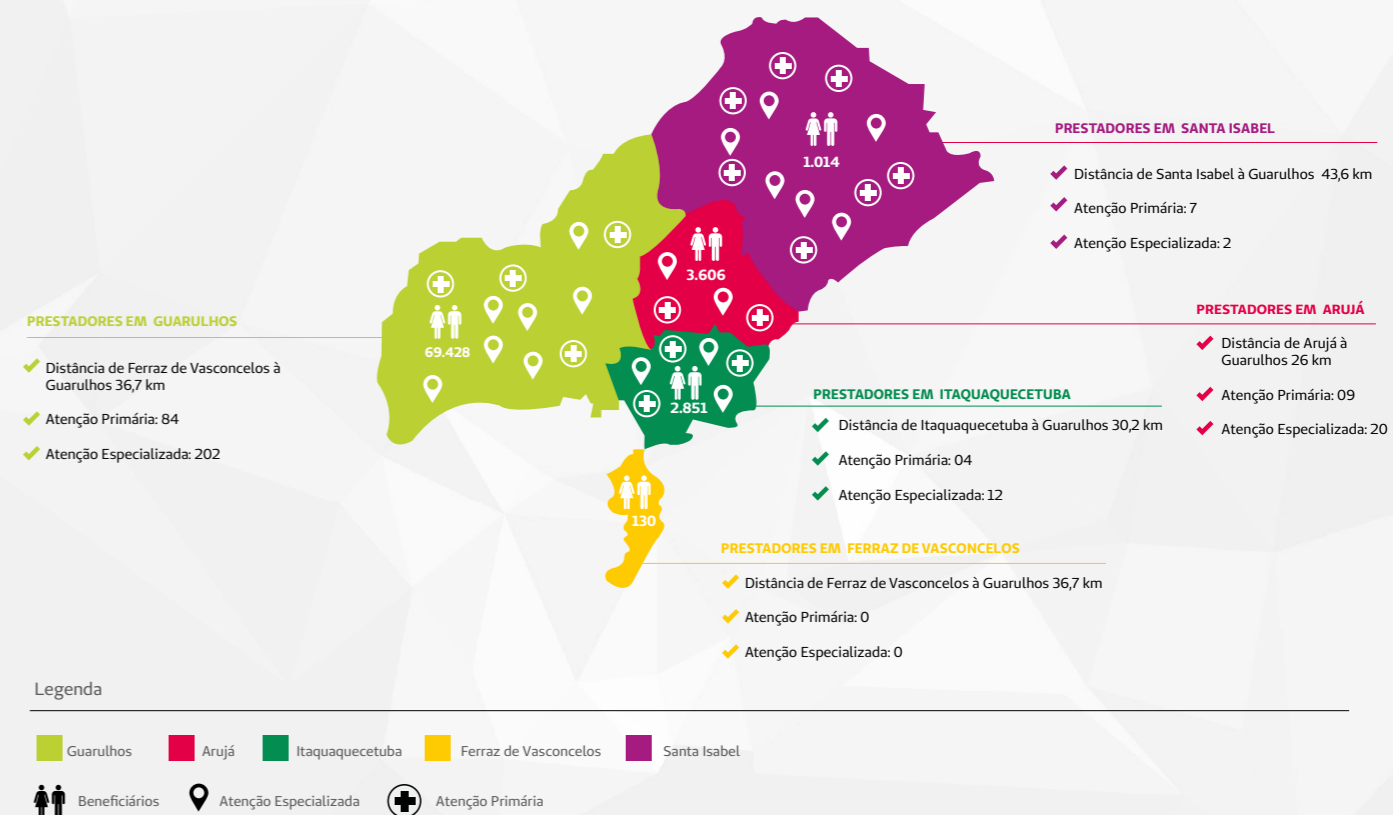 1.014
3.606
69.428
2.851
130
PRESTADORES EM SANTA ISABEL
Distância de Santa Isabel à Guarulhos 43,6 km
Atenção Primária: 7
Atenção Especializada: 2
PRESTADORES EM GUARULHOS
Distância de Ferraz de Vasconcelos à
Guarulhos 36,7 km
Atenção Primária: 84
Atenção Especializada: 202
PRESTADORES EM ARUJÁ
Distância de Arujá à
Guarulhos 26 km
Atenção Primária: 09
Atenção Especializada: 20
PRESTADORES EM ITAQUAQUECETUBA
Distância de Itaquaquecetuba à Guarulhos 30,2 km
Atenção Primária: 04
Atenção Especializada: 12
PRESTADORES EM FERRAZ DE VASCONCELOS
Distância de Ferraz de Vasconcelos à Guarulhos 36,7 km
Atenção Primária: 0
Atenção Especializada: 0
Legenda
Guarulhos Arujá Itaquaquecetuba Ferraz de Vasconcelos Santa Isabel
Beneficiários Atenção Especializada Atenção Primária